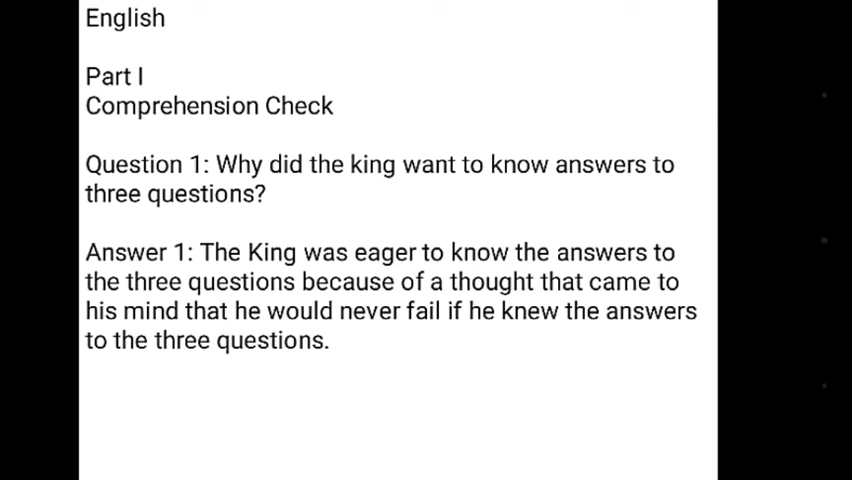 English
Part I
Comprehension Check
Question 1: Why did the king want to know answers to
three questions?
Answer 1: The King was eager to know the answers to
the three questions because of a thought that came to
his mind that he would never fail if he knew the answers
to the three questions.